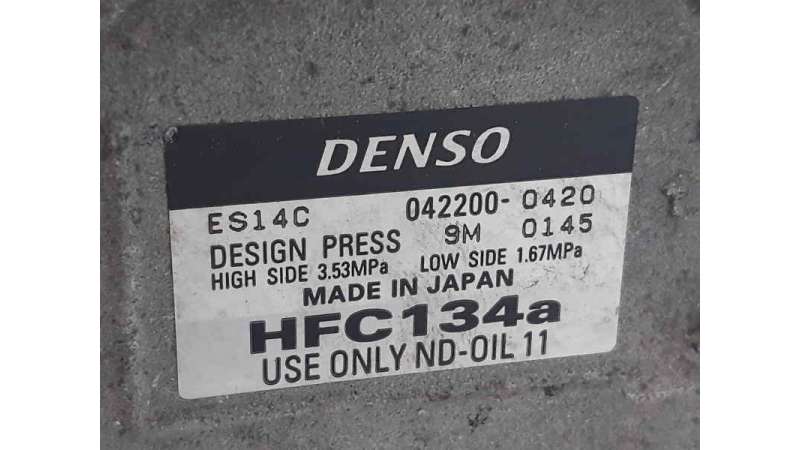 DENSO
ES14C 042200-0420
DESIGN PRESS 9M 0145
HIGH SIDE 3.53MPa LOW SIDE 1.67MPa
MADE IN JAPAN
HFC134a
USE ONLY ND-OIL 11